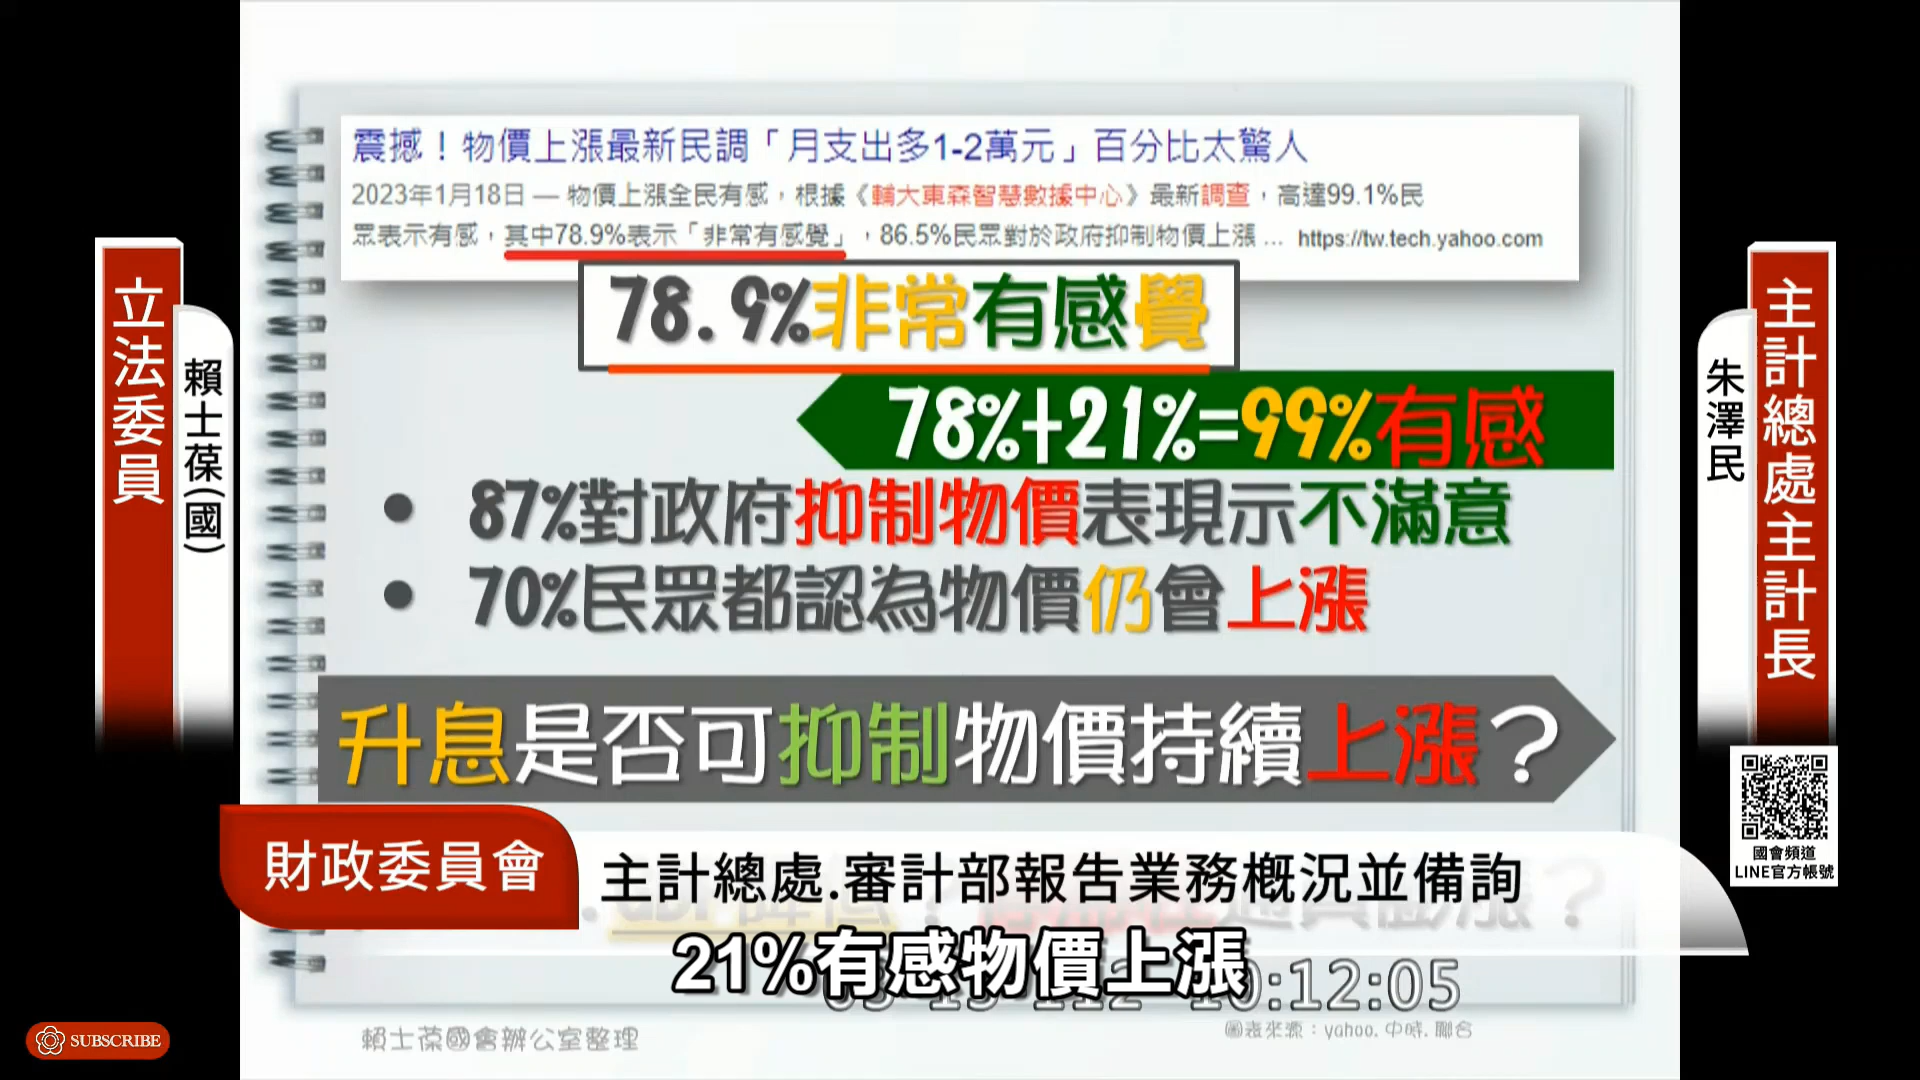 震撼！物價上漲最新民調「月支出多1-2萬元」百分比太驚人
2023年1月18日 — 物價上漲全民有感，根據《輔大東森智慧數據中心》最新調查，高達99.1%民
眾表示有感，其中78.9%表示「非常有感覺」，86.5%民眾對於政府抑制物價上漲 ... https://tw.tech.yahoo.com
78.9%非常有感覺
78%+21%=99%有感
• 87%對政府抑制物價表現示不滿意
• 70%民眾都認為物價仍會上漲
升息是否可抑制物價持續上漲？
立法委員
賴士葆(國)
主計總處主計長
朱澤民
國會頻道
LINE官方帳號
財政委員會
主計總處.審計部報告業務概況並備詢
21%有感物價上漲
10:12:05
SUBSCRIBE
賴士葆國會辦公室整理
圖表來源：yahoo. 中時. 聯合